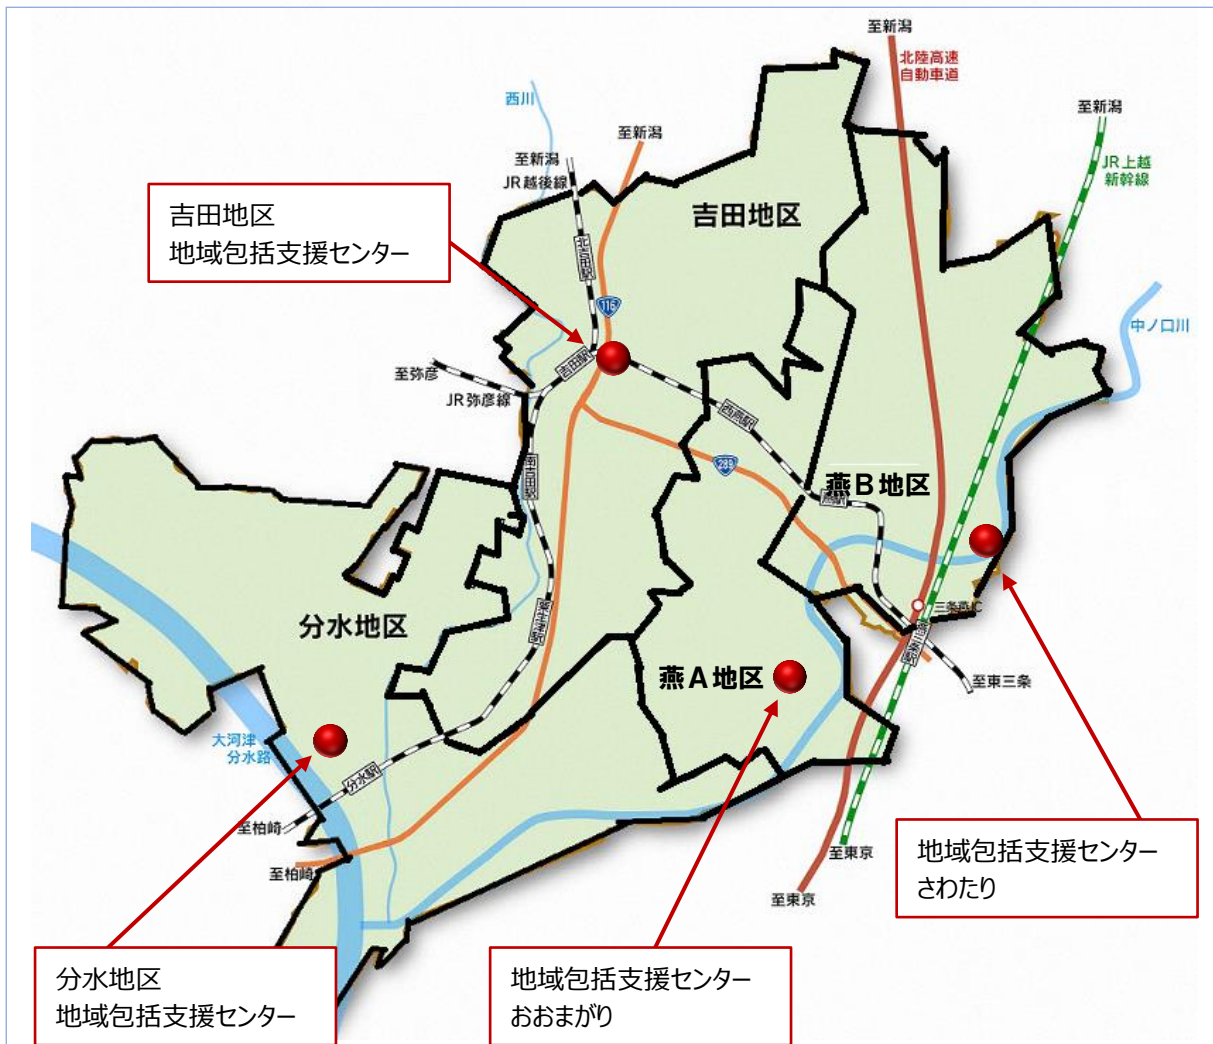 至新潟
北陸高速
自動車道
西川
至新潟
JR上越
新幹線
至新潟
至新潟
JR越後線
吉田地区
地域包括支援センター
吉田地区
北吉田駅
116
中ノ口川
吉田駅
至弥彦
JR弥彦線
西燕駅
南吉田駅
289
燕B地区
燕駅
分水地区
粟生津駅
三条燕IC
燕三条駅
燕A地区
至東三条
大河津
分水路
分水駅
至柏崎
至柏崎
至東京
至東京
地域包括支援センター
さわたり
分水地区
地域包括支援センター
地域包括支援センター
おおまがり